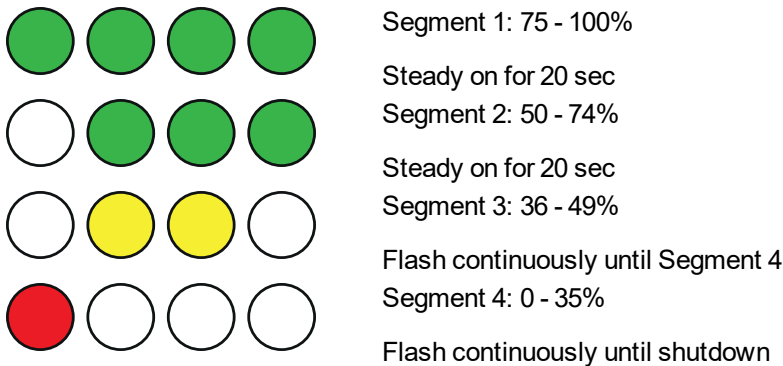 Segment 1: 75 - 100%
Steady on for 20 sec
Segment 2: 50 - 74%
Steady on for 20 sec
Segment 3: 36 - 49%
Flash continuously until Segment 4
Segment 4: 0 - 35%
Flash continuously until shutdown